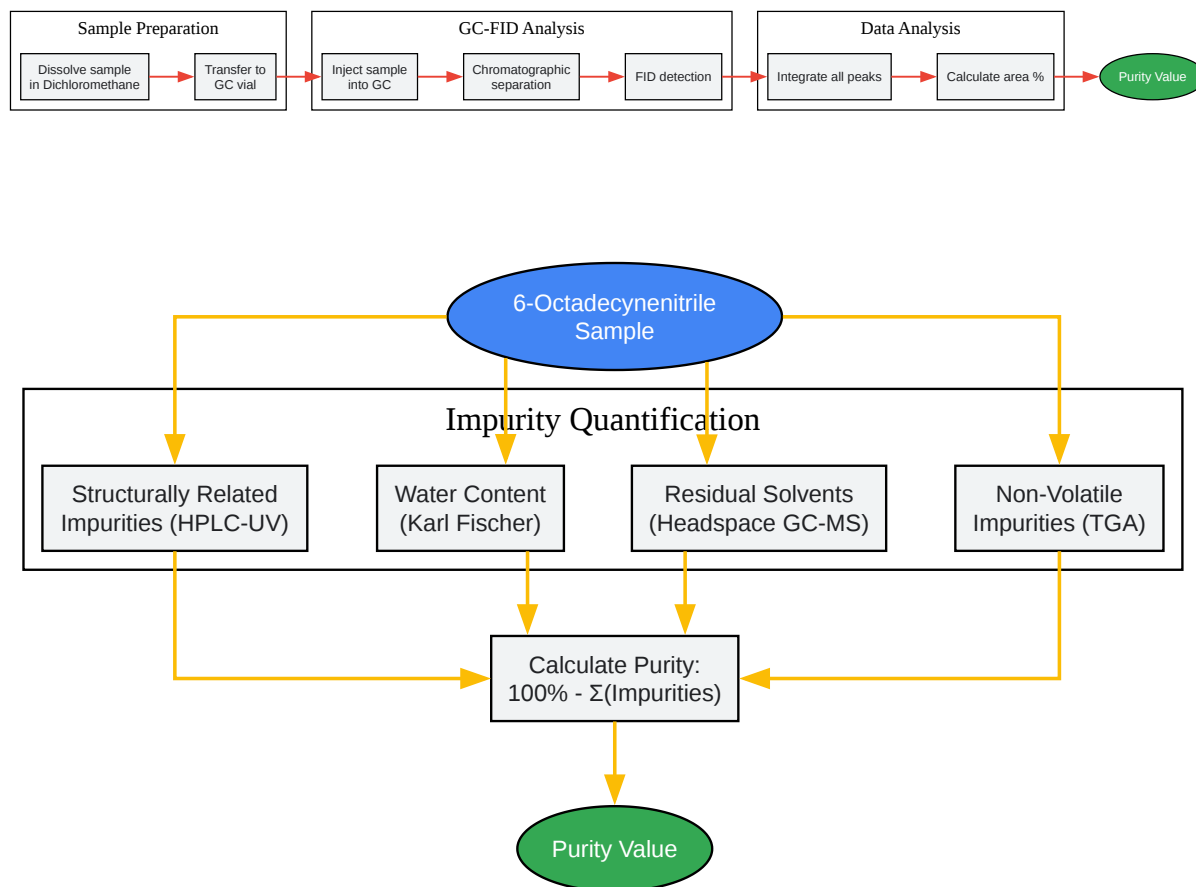 Sample Preparation
Dissolve sample
in Dichloromethane
Transfer to
GC vial
GC-FID Analysis
Inject sample
into GC
Chromatographic
separation
FID detection
Data Analysis
Integrate all peaks
Calculate area %
Purity Value
6-Octadecynenitrile
Sample
Impurity Quantification
Structurally Related
Impurities (HPLC-UV)
Water Content
(Karl Fischer)
Residual Solvents
(Headspace GC-MS)
Non-Volatile
Impurities (TGA)
Calculate Purity:
100% - Σ(Impurities)
Purity Value